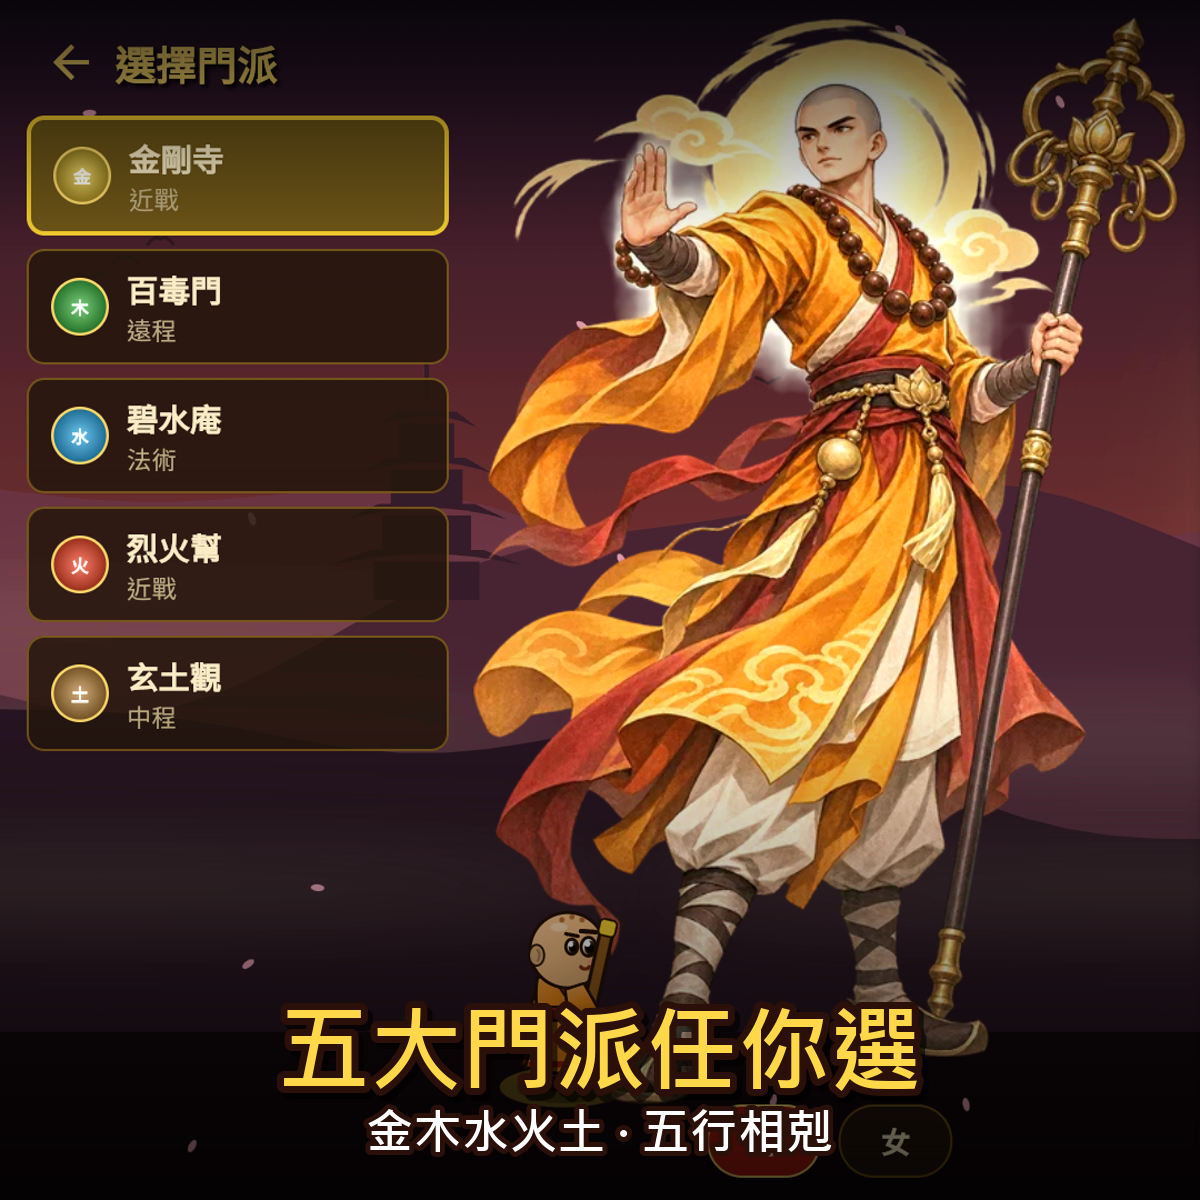 選擇門派
金
金剛寺
近戰
木
百毒門
遠程
水
碧水庵
法術
火
烈火幫
近戰
土
玄土觀
中程
五大門派任你選
金木水火土·五行相剋
女